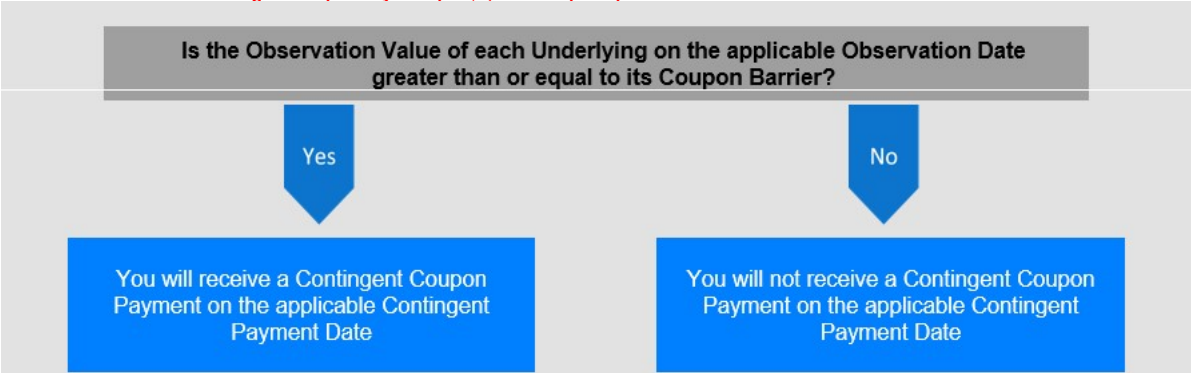 Is the Observation Value of each Underlying on the applicable Observation Date
greater than or equal to its Coupon Barrier?
Yes
No
You will receive a Contingent Coupon
Payment on the applicable Contingent
Payment Date
You will not receive a Contingent Coupon
Payment on the applicable Contingent
Payment Date